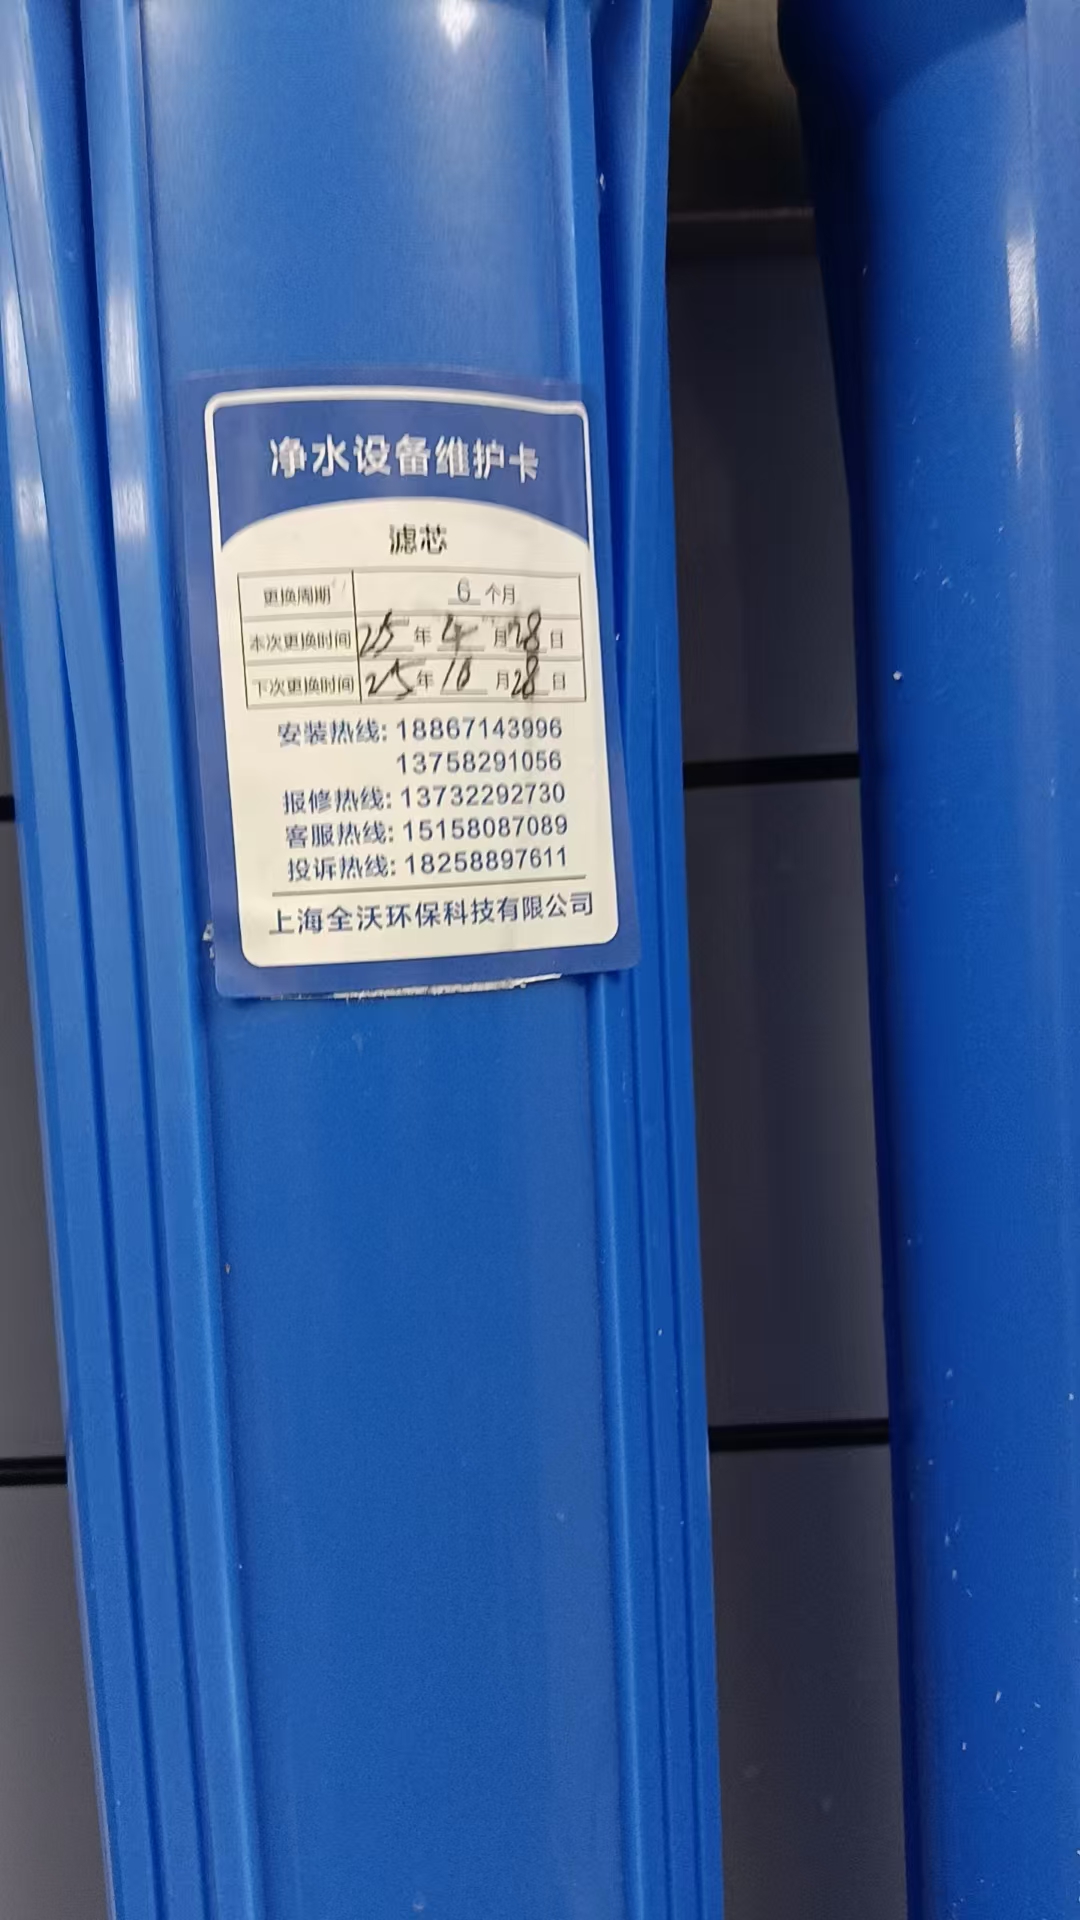 净水设备维护卡
滤芯
更换周期 6 个月
本次更换时间 25 年 4 月 28 日
下次更换时间 25 年 10 月 28 日
安装热线: 18867143996
13758291056
报修热线: 13732292730
客服热线: 15158087089
投诉热线: 18258897611
上海全沃环保科技有限公司